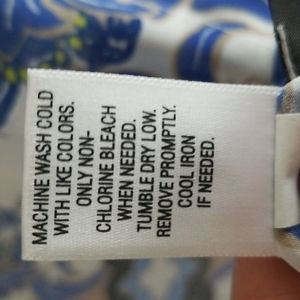 MACHINE WASH COLD
WITH LIKE COLORS.
ONLY NON-
CHLORINE BLEACH
WHEN NEEDED.
TUMBLE DRY LOW.
REMOVE PROMPTLY.
COOL IRON
IF NEEDED.